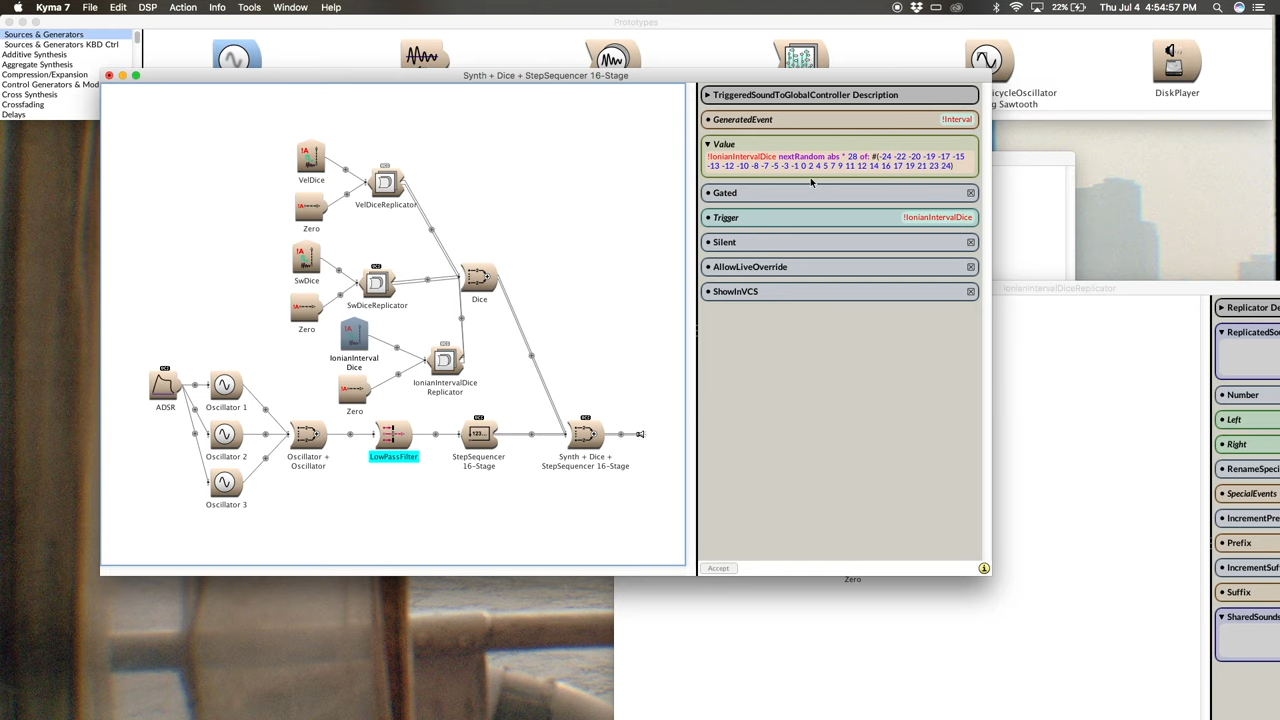 Kyma 7 File Edit DSP Action Info Tools Window Help
22% Thu Jul 4 4:54:57 PM
Prototypes
Sources & Generators
Sources & Generators KBD Ctrl
Additive Synthesis
Aggregate Synthesis
Compression/Expansion
Control Generators & Mod
Cross Synthesis
Crossfading
Delays
icycleOscillator
g Sawtooth
DiskPlayer
Synth + Dice + StepSequencer 16-Stage
VelDice
VelDiceReplicator
Zero
SwDice
SwDiceReplicator
Zero
Dice
IonianInterval
Dice
IonianIntervalDice
Replicator
Zero
ADSR
Oscillator 1
Oscillator 2
Oscillator 3
Oscillator +
Oscillator
LowPassFilter
123...
StepSequencer
16-Stage
Synth + Dice +
StepSequencer 16-Stage
TriggeredSoundToGlobalController Description
GeneratedEvent !Interval
Value
!IonianIntervalDice nextRandom abs * 28 of: #(-24 -22 -20 -19 -17 -15
-13 -12 -10 -8 -7 -5 -3 -1 0 2 4 5 7 9 11 12 14 16 17 19 21 23 24)
Gated
Trigger !IonianIntervalDice
Silent
AllowLiveOverride
ShowInVCS
Accept
IonianIntervalDiceReplicator
Replicator De
ReplicatedSou
Number
Left
Right
RenameSpeci
SpecialEvents
IncrementPre
Prefix
IncrementSuf
Suffix
SharedSounds
Zero